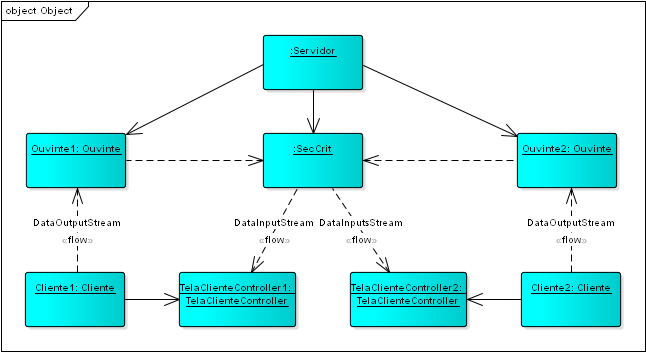 object Object
:Servidor
Ouvinte1: Ouvinte
:SecCrit
Ouvinte2: Ouvinte
DataOutputStream
«flow»
DataInputStream
«flow»
DataInputsStream
«flow»
DataOutputStream
«flow»
Cliente1: Cliente
TelaClienteController1:
TelaClienteController
TelaClienteController2:
TelaClienteController
Cliente2: Cliente